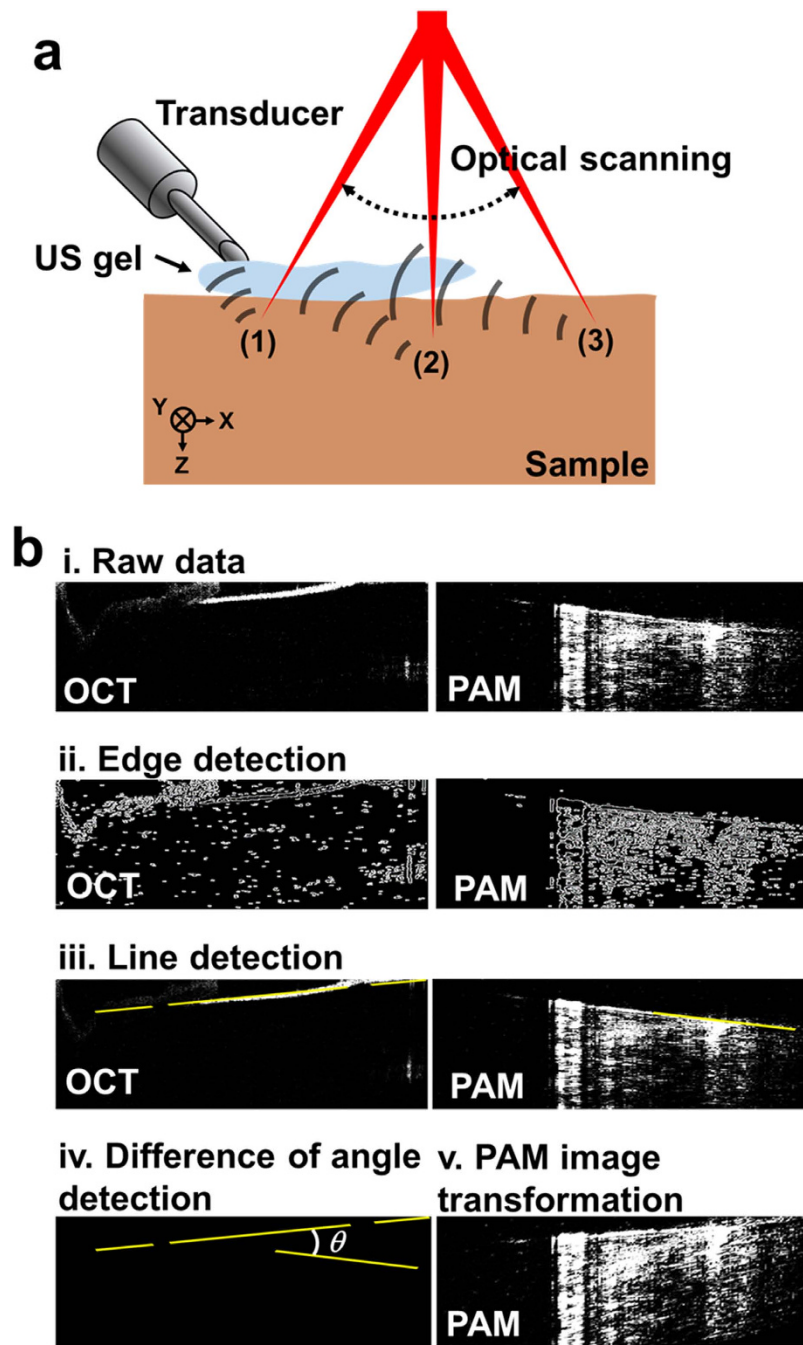 a
Transducer
Optical scanning
US gel
(1)
(2)
(3)
Y
X
Z
Sample
b
i. Raw data
OCT
PAM
ii. Edge detection
OCT
PAM
iii. Line detection
OCT
PAM
iv. Difference of angle
detection
v. PAM image
transformation
θ
PAM